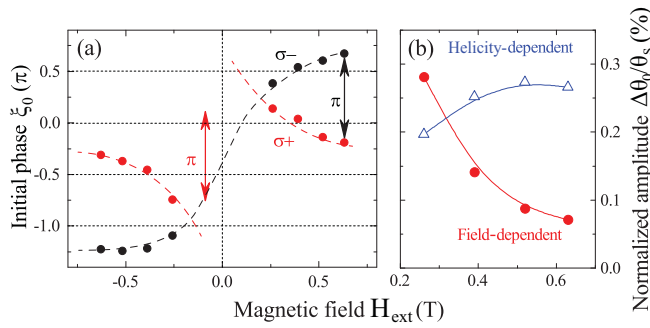 (a)
σ−
π
π
σ+
Initial phase ξ₀ (π)
0.5
0.0
-0.5
-1.0
-0.5
0.0
0.5
Magnetic field Hext(T)
(b)
Helicity-dependent
Field-dependent
0.2
0.4
0.6
0.3
0.2
0.1
0.0
Normalized amplitude Δθ₀/θₛ (%)